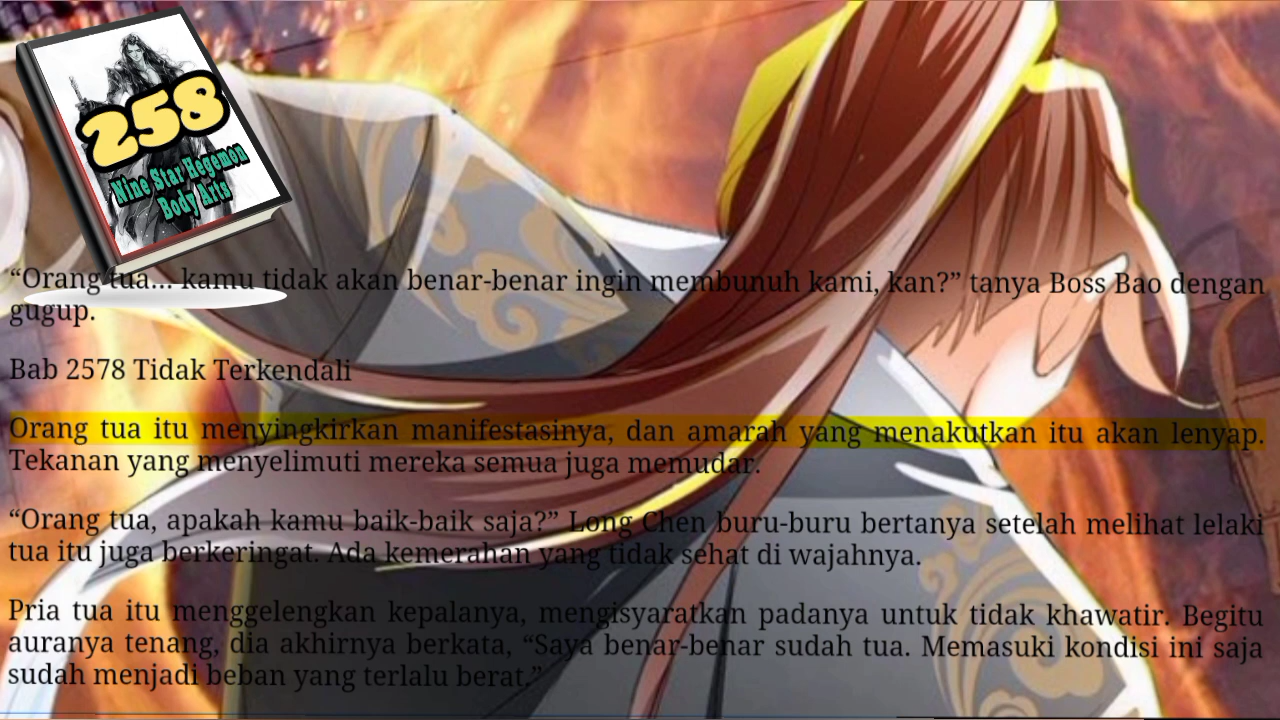 258
Nine Star Hegemon
Body Arts
“Orang tua... kamu tidak akan benar-benar ingin membunuh kami, kan?” tanya Boss Bao dengan
gugup.
Bab 2578 Tidak Terkendali
Orang tua itu menyingkirkan manifestasinya, dan amarah yang menakutkan itu akan lenyap.
Tekanan yang menyelimuti mereka semua juga memudar.
“Orang tua, apakah kamu baik-baik saja?” Long Chen buru-buru bertanya setelah melihat lelaki
tua itu juga berkeringat. Ada kemerahan yang tidak sehat di wajahnya.
Pria tua itu menggelengkan kepalanya, mengisyaratkan padanya untuk tidak khawatir. Begitu
auranya tenang, dia akhirnya berkata, “Saya benar-benar sudah tua. Memasuki kondisi ini saja
sudah menjadi beban yang terlalu berat.”